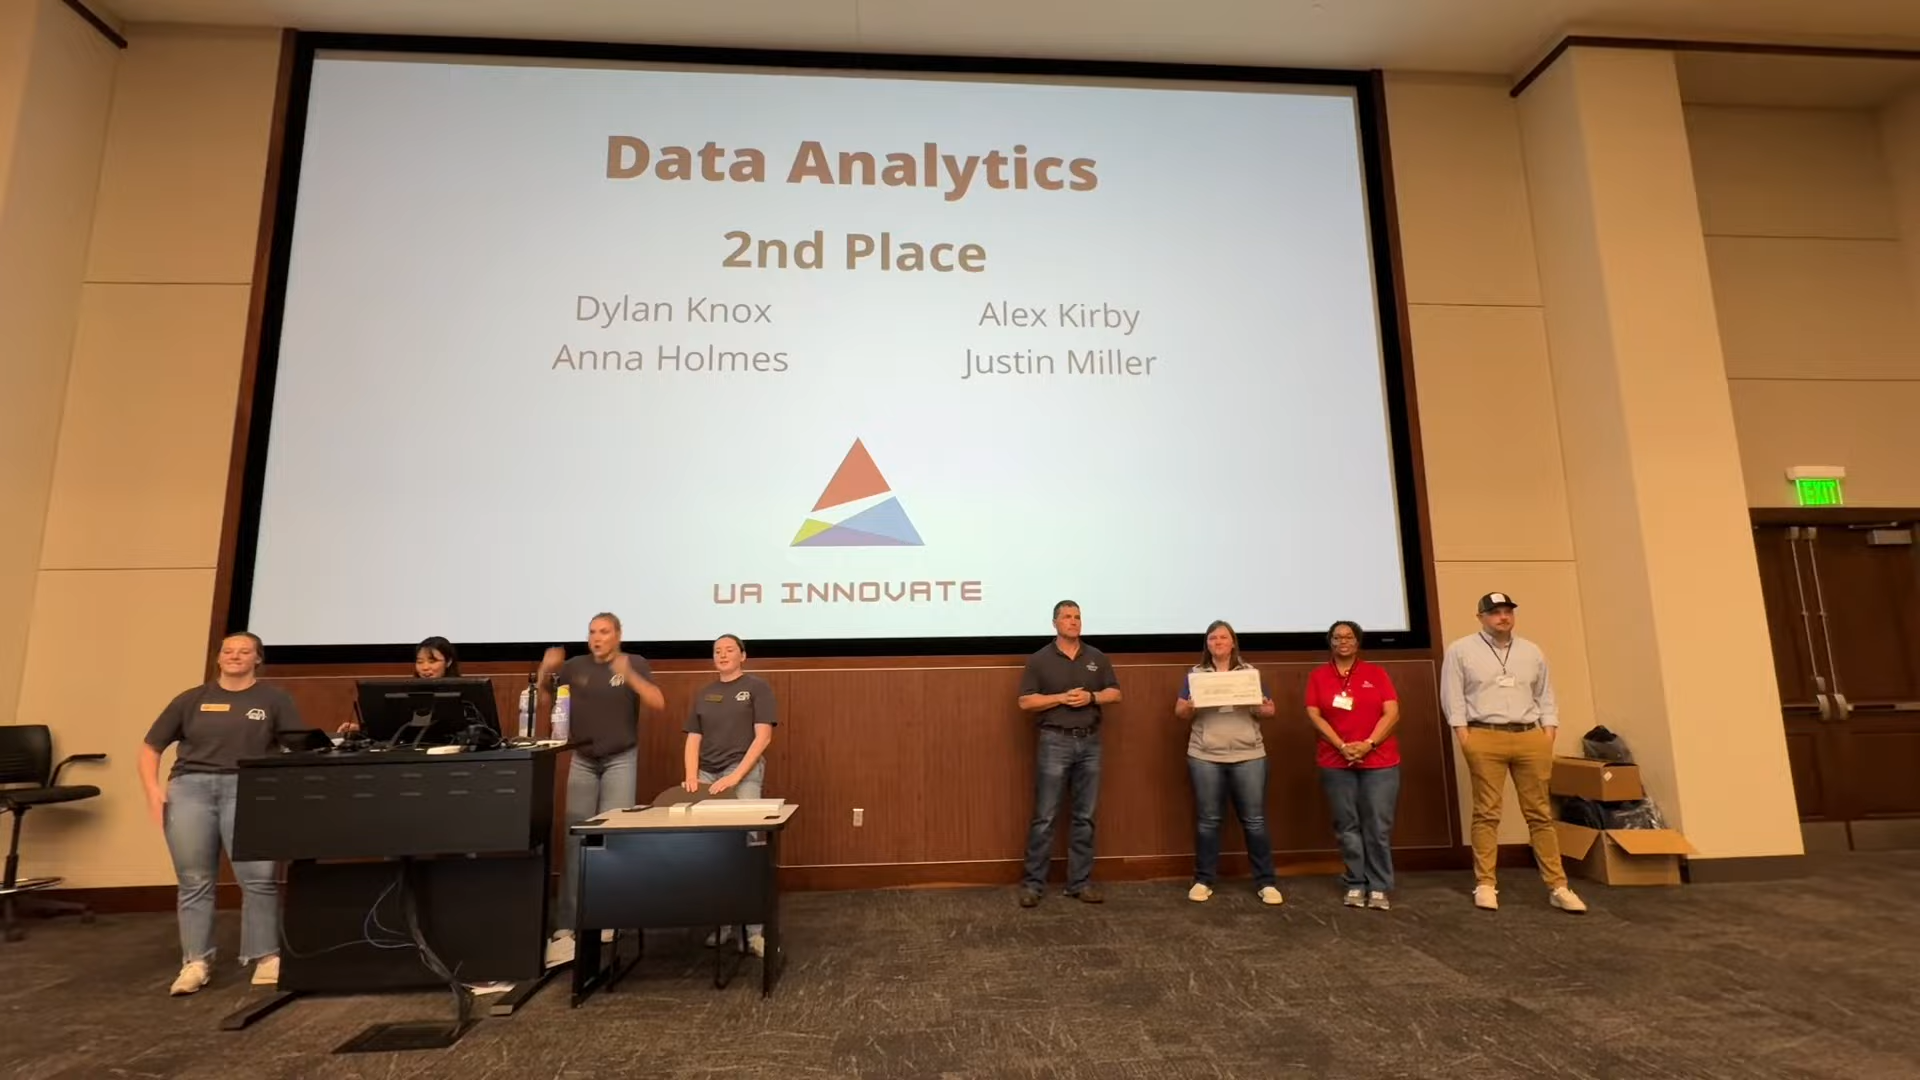 Data Analytics
2nd Place
Dylan Knox
Alex Kirby
Anna Holmes
Justin Miller
UA INNOVATE
EXIT